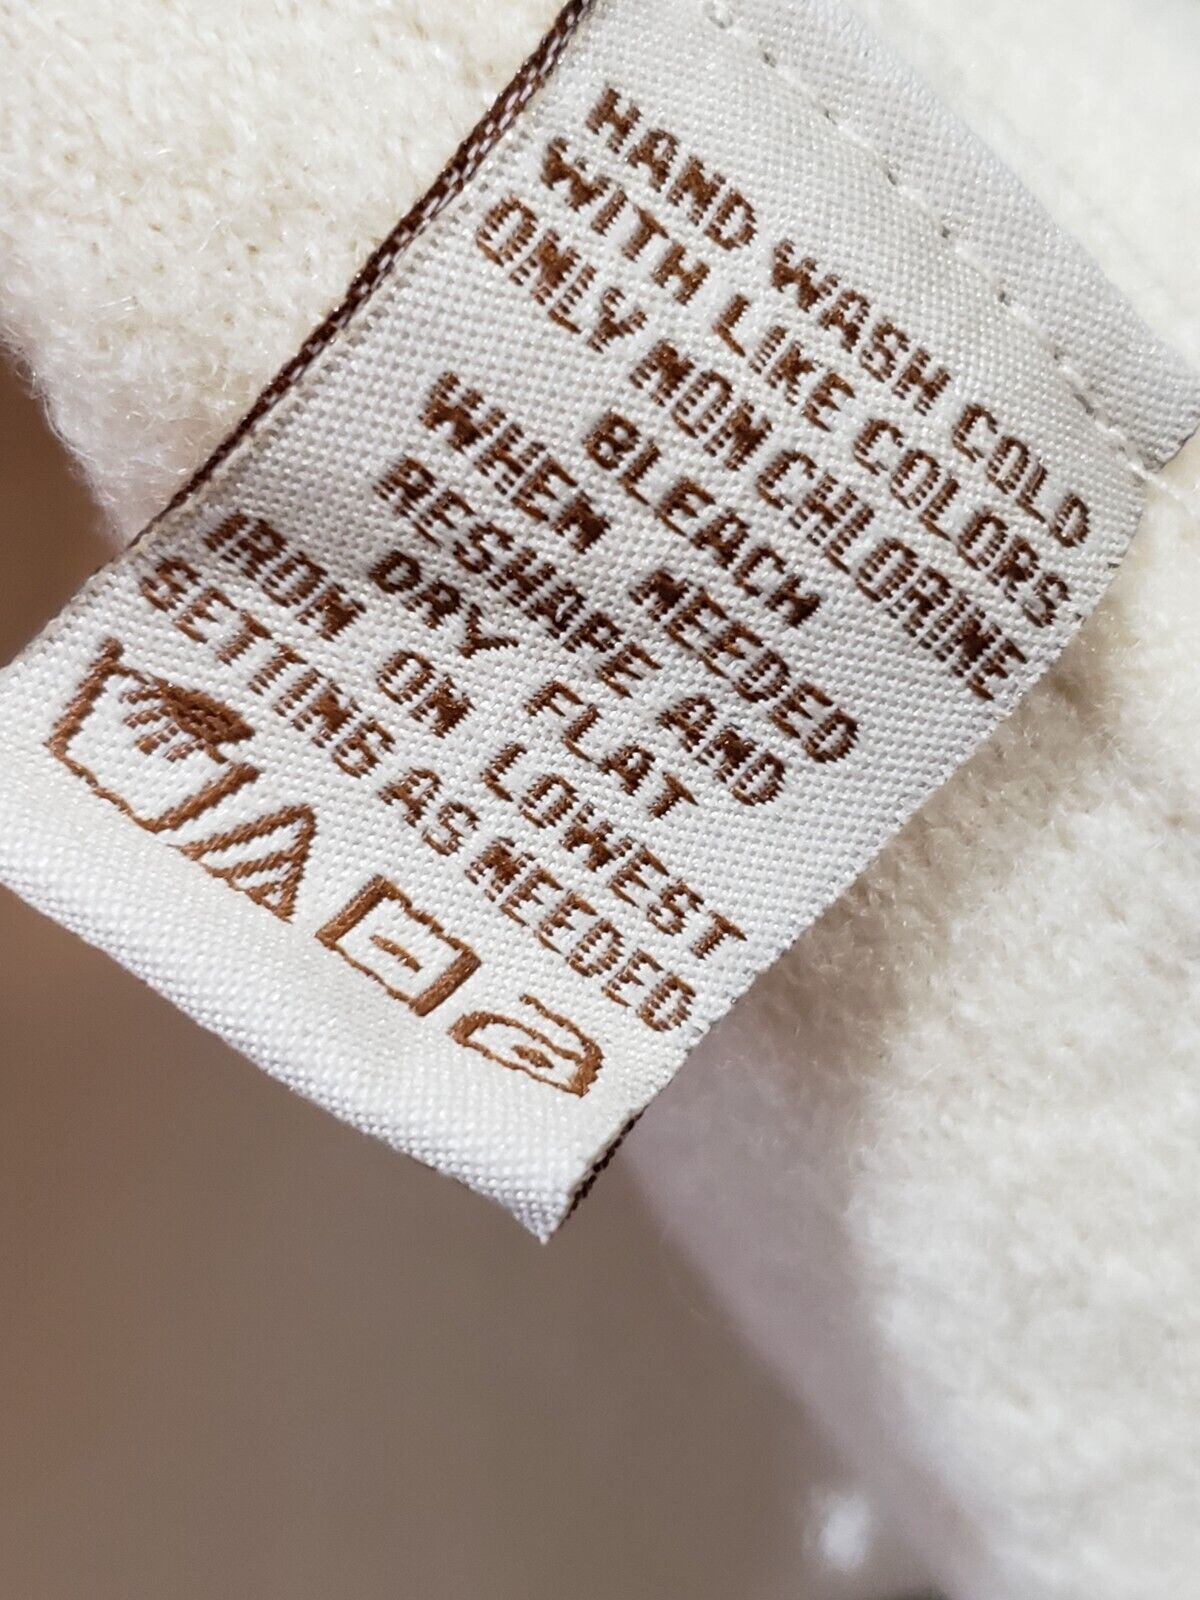 HAND WASH COLD
WITH LIKE COLORS.
ONLY NON CHLORINE
BLEACH
WHEN NEEDED
RESHAPE AND
DRY FLAT
IRON ON LOWEST
SETTING AS NEEDED